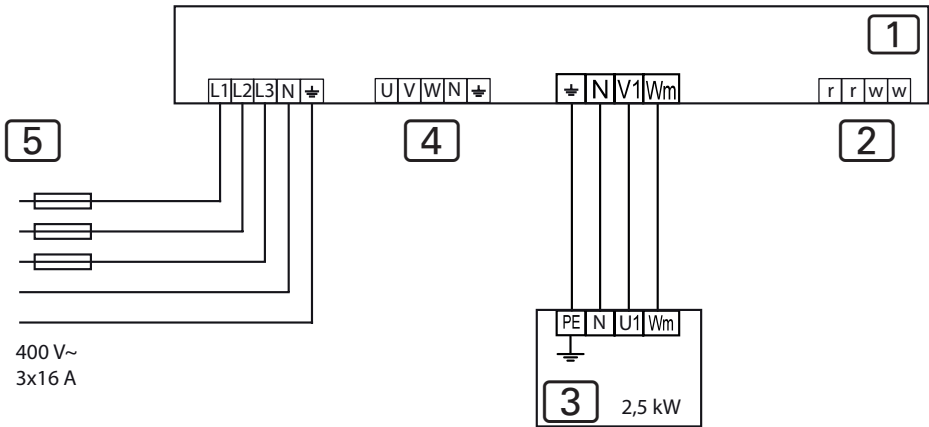 1
L1 L2 L3 N ⏚ U V W N ⏚ ⏚ N V1 Wm r r w w
5 4 2
PE N U1 Wm
400 V~
3x16 A
3 2,5 kW